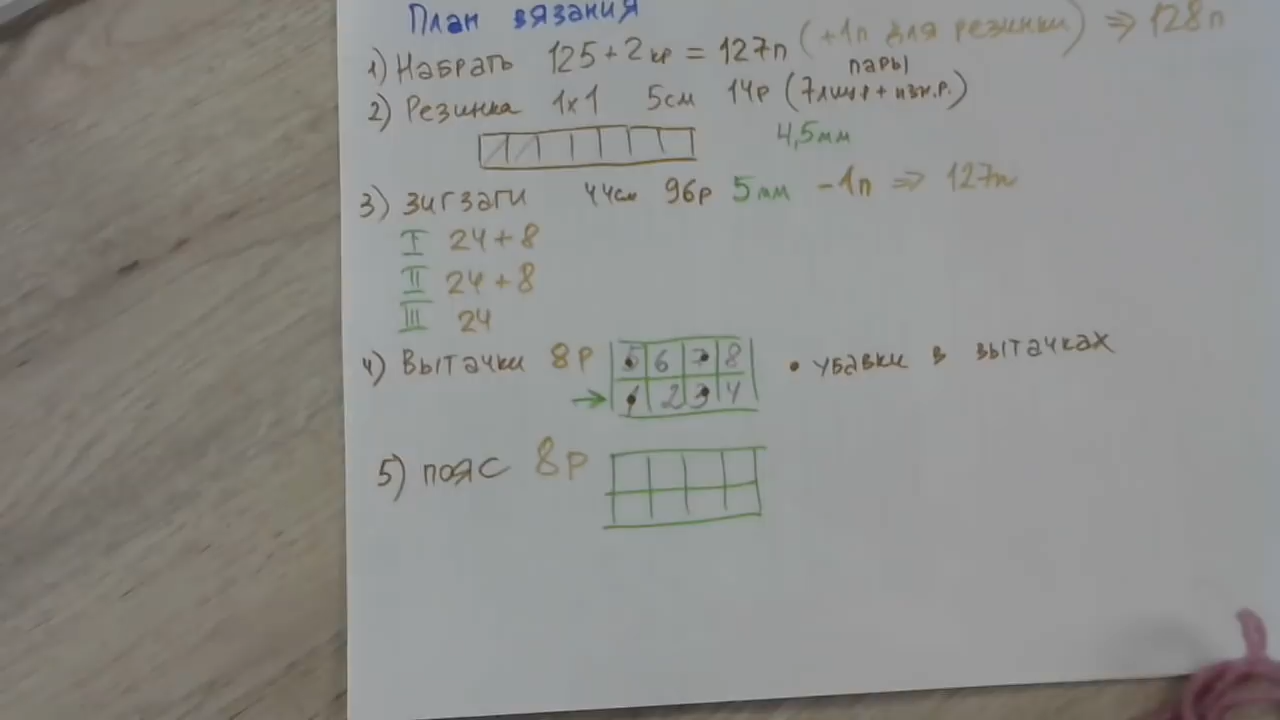 План вязания
1) Набрать 125 + 2кр = 127п (+1п для резинки) ⇒ 128п
пары
2) Резинка 1x1 5см 14р (7лиц.р + изн.р.)
4,5мм
3) зигзаги 44см 96р 5мм -1п ⇒ 127п
I 24 + 8
II 24 + 8
III 24
4) Вытачки 8р
5 6 7 8
→ 1 2 3 4
• убавки в вытачках
5) пояс 8р